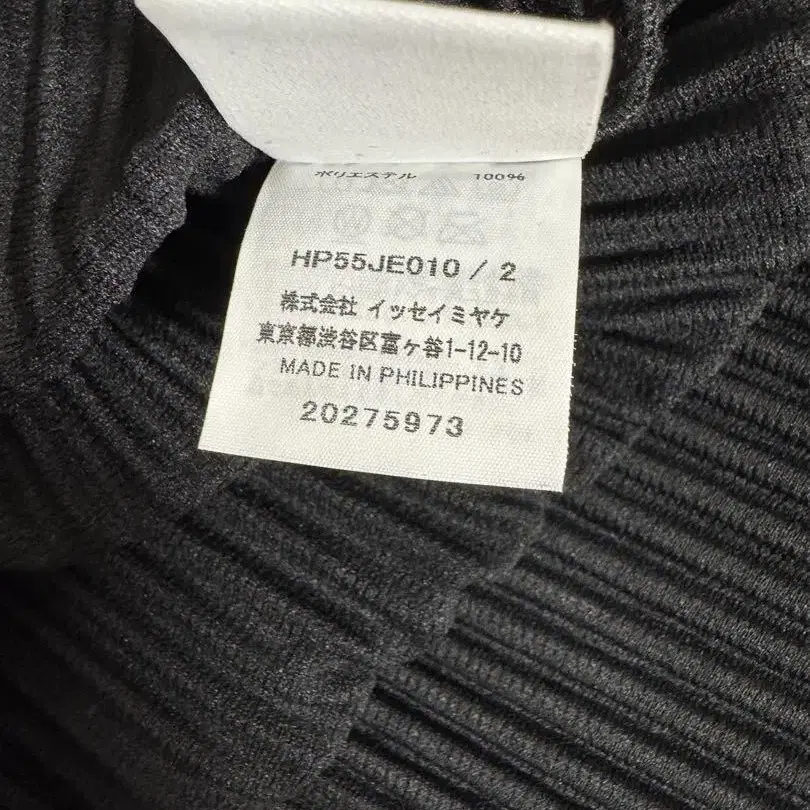 ポリエステル 100%
HP55JE010 / 2
株式会社 イッセイミヤケ
東京都渋谷区富ヶ谷1-12-10
MADE IN PHILIPPINES
20275973